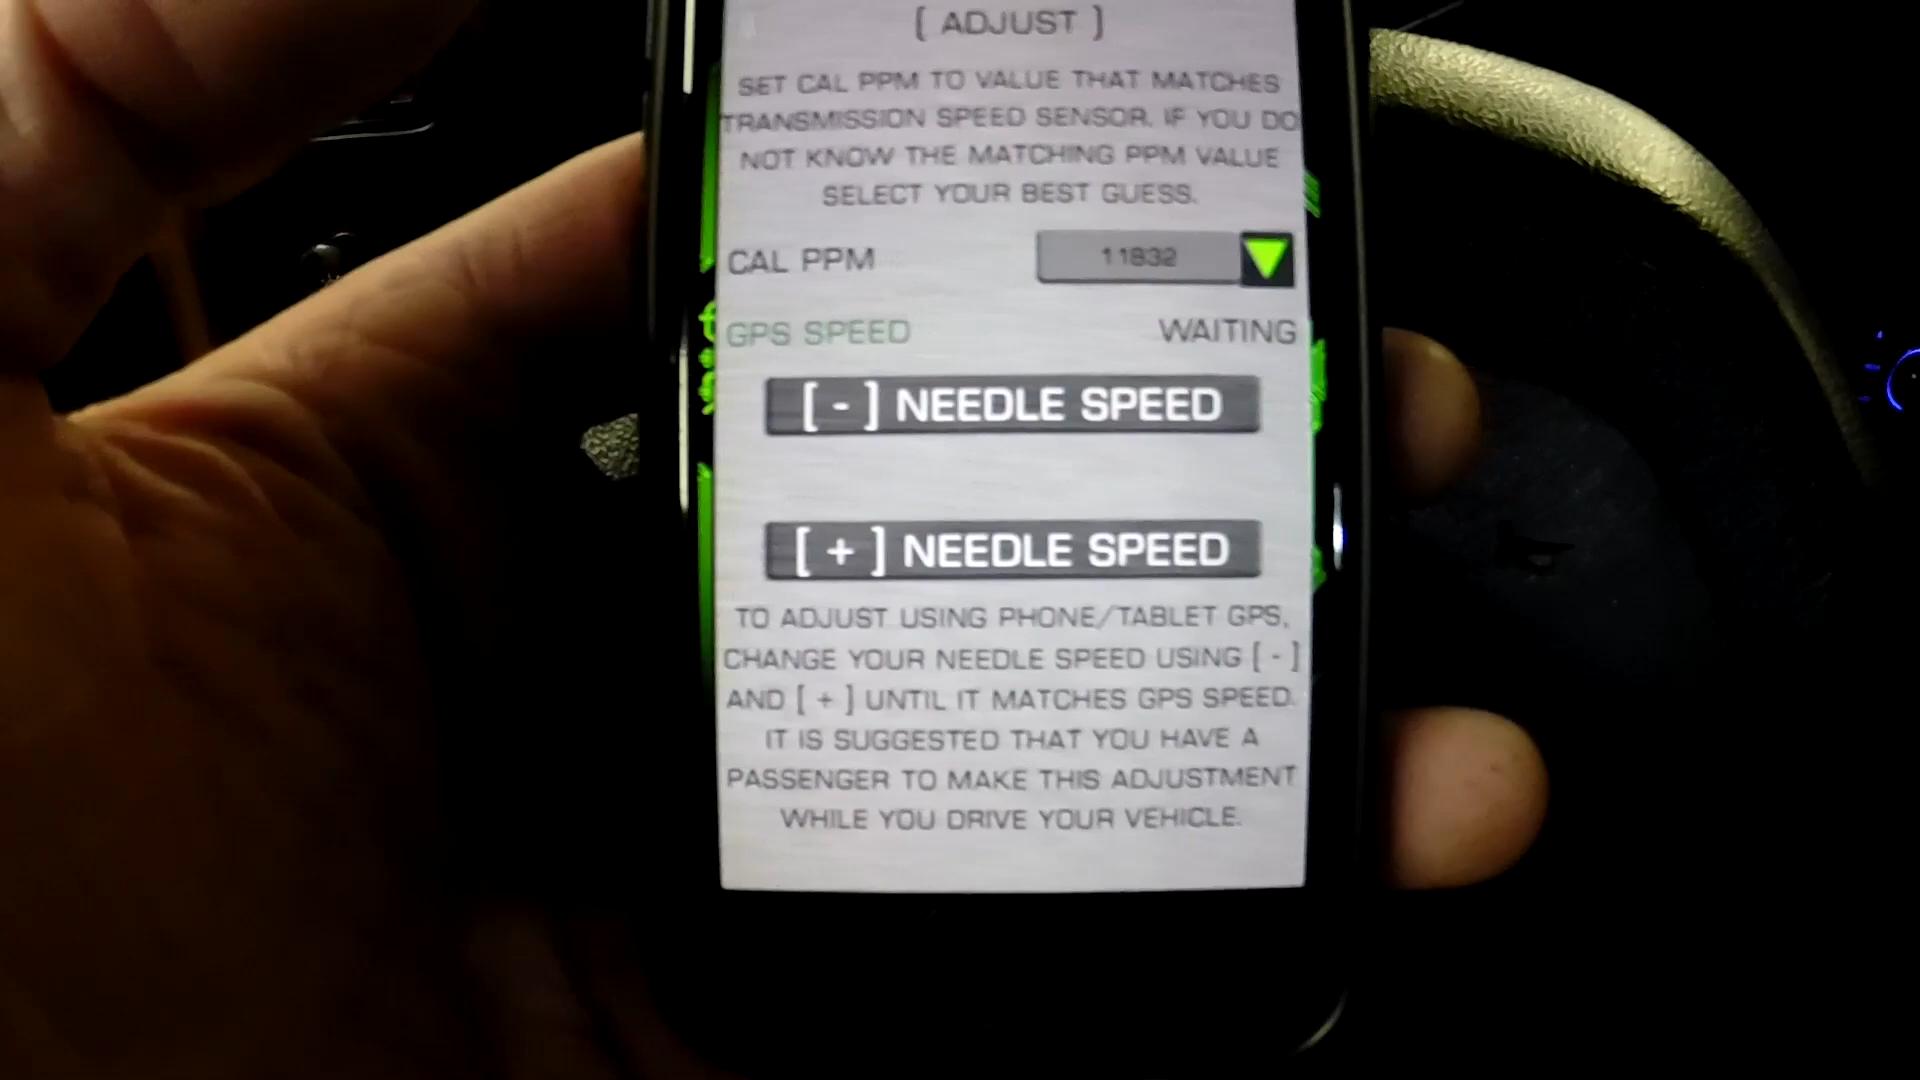 [ ADJUST ]
SET CAL PPM TO VALUE THAT MATCHES
TRANSMISSION SPEED SENSOR. IF YOU DO
NOT KNOW THE MATCHING PPM VALUE
SELECT YOUR BEST GUESS.
CAL PPM 11832
GPS SPEED WAITING
[ - ] NEEDLE SPEED
[ + ] NEEDLE SPEED
TO ADJUST USING PHONE/TABLET GPS,
CHANGE YOUR NEEDLE SPEED USING [ - ]
AND [ + ] UNTIL IT MATCHES GPS SPEED.
IT IS SUGGESTED THAT YOU HAVE A
PASSENGER TO MAKE THIS ADJUSTMENT
WHILE YOU DRIVE YOUR VEHICLE.